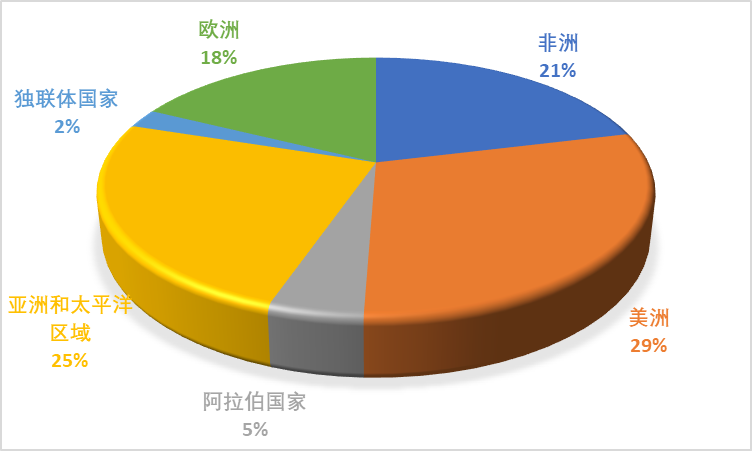 欧洲
18%
非洲
21%
独联体国家
2%
亚洲和太平洋
区域
25%
美洲
29%
阿拉伯国家
5%